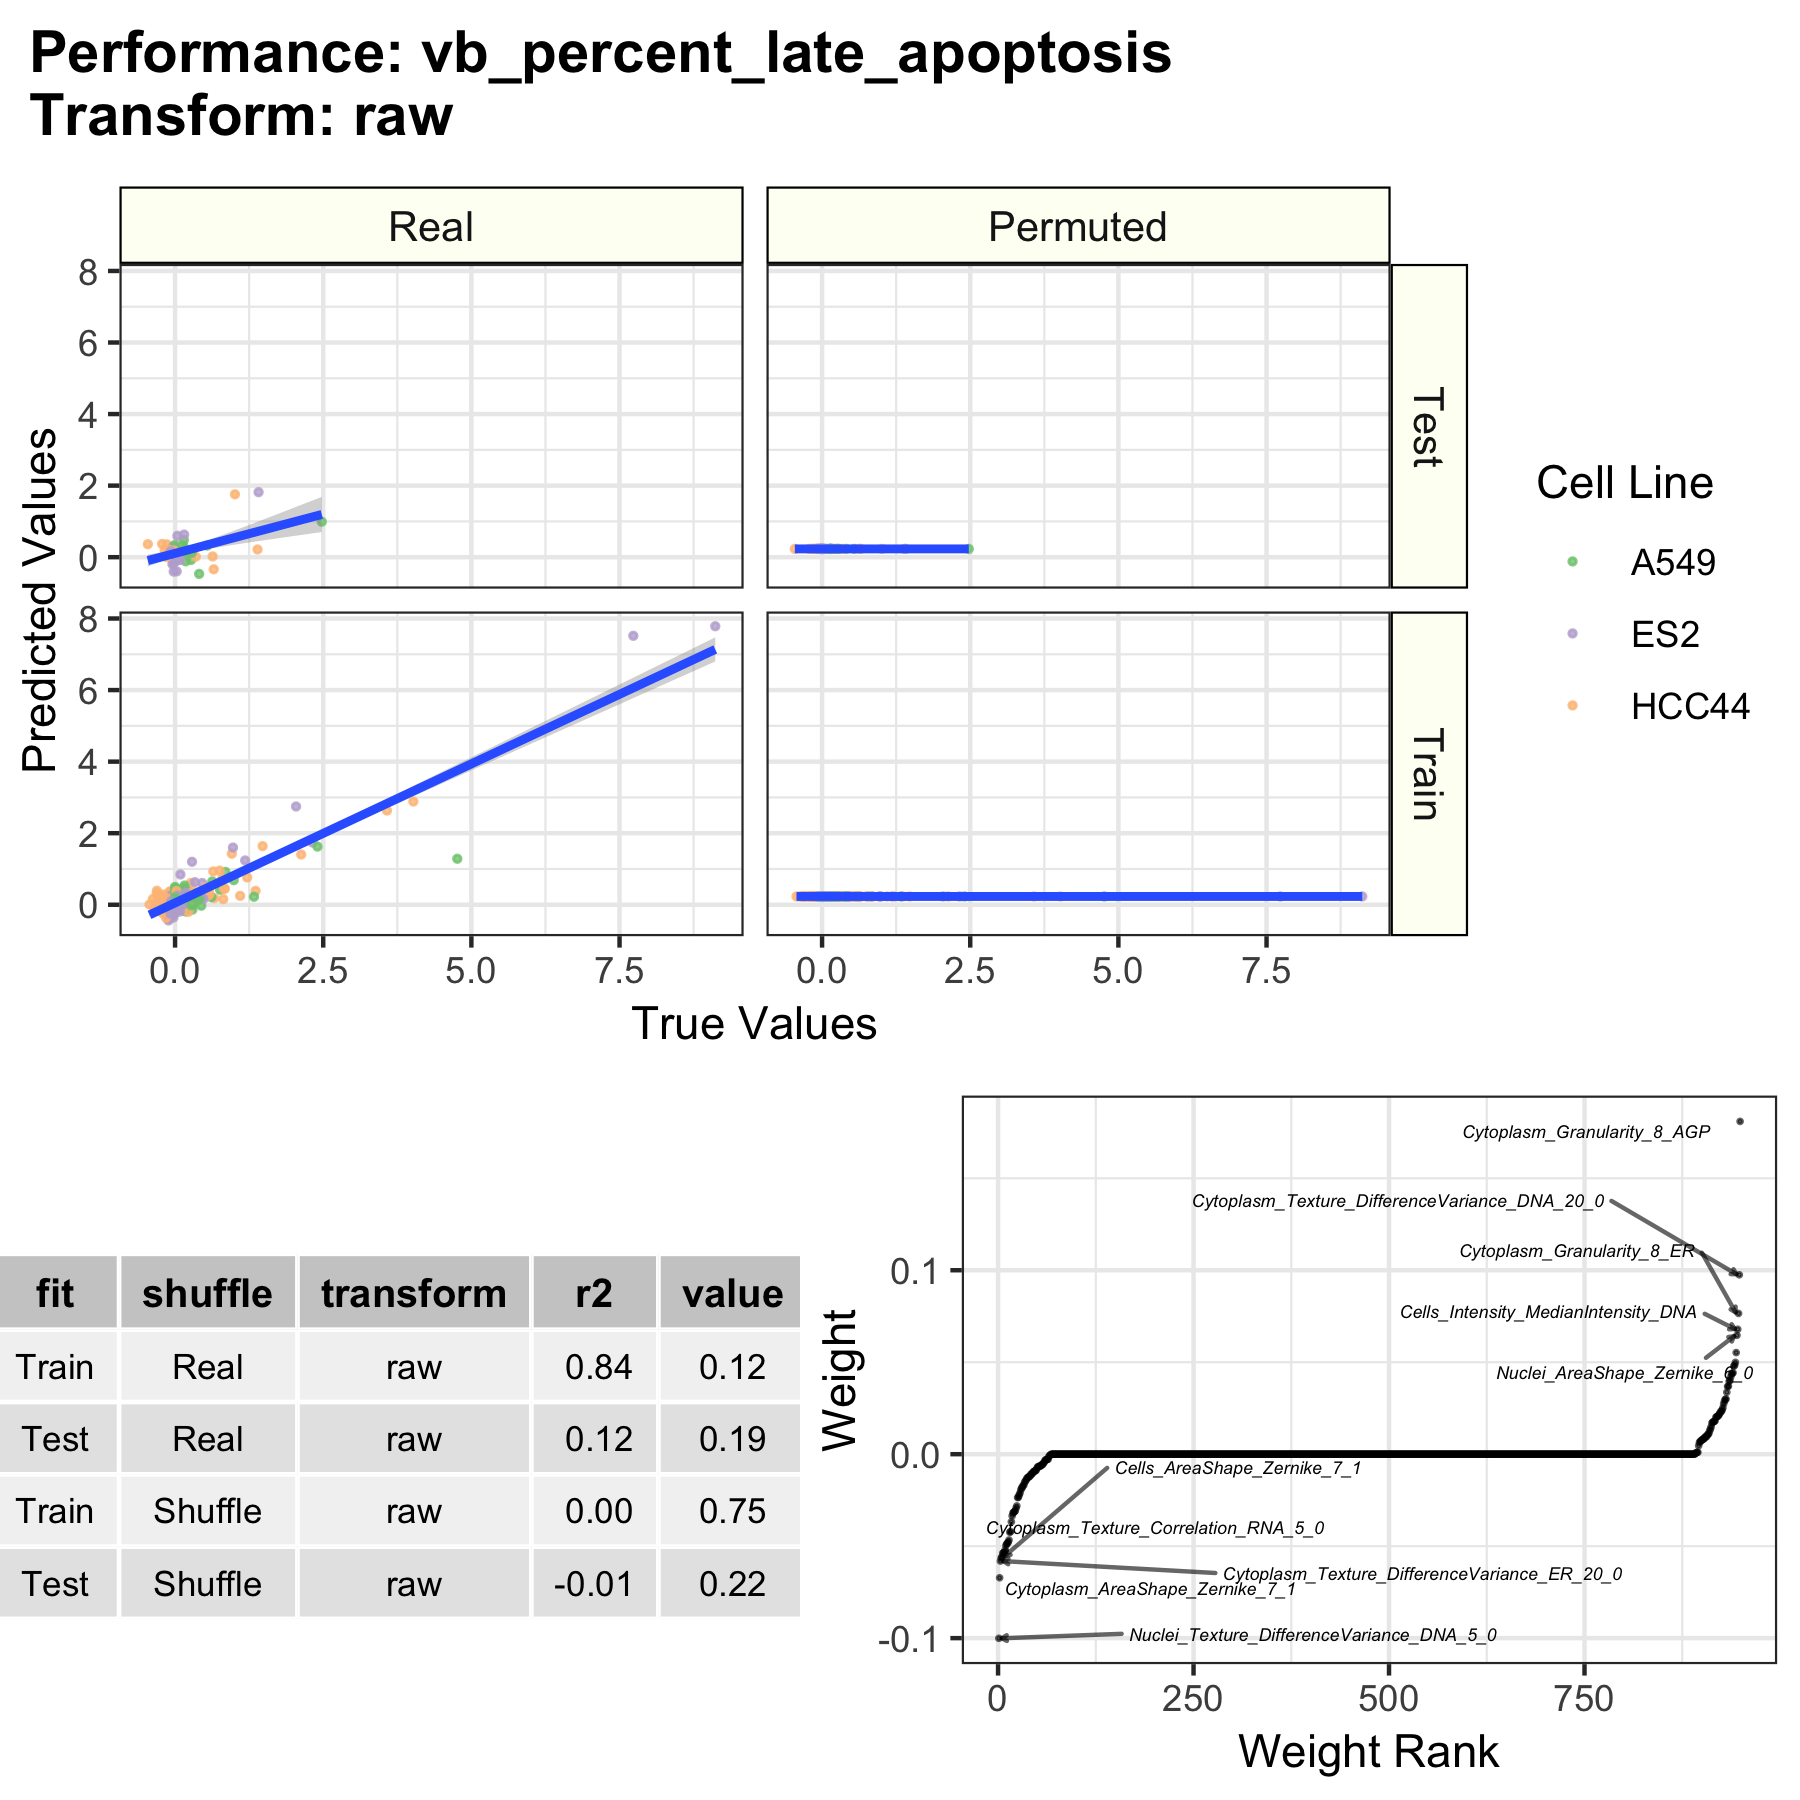 Performance: vb_percent_late_apoptosis
Transform: raw
Real
Permuted
8
6
4
2
0
Test
8
6
4
2
0
Train
Predicted Values
0.0
2.5
5.0
7.5
0.0
2.5
5.0
7.5
True Values
Cell Line
A549
ES2
HCC44
fit shuffle transform r2 value
Train Real raw 0.84 0.12
Test Real raw 0.12 0.19
Train Shuffle raw 0.00 0.75
Test Shuffle raw -0.01 0.22
Weight
0.1
0.0
-0.1
Cytoplasm_Granularity_8_AGP
Cytoplasm_Texture_DifferenceVariance_DNA_20_0
Cytoplasm_Granularity_8_ER
Cells_Intensity_MedianIntensity_DNA
Nuclei_AreaShape_Zernike_6_0
Cells_AreaShape_Zernike_7_1
Cytoplasm_Texture_Correlation_RNA_5_0
Cytoplasm_Texture_DifferenceVariance_ER_20_0
Cytoplasm_AreaShape_Zernike_7_1
Nuclei_Texture_DifferenceVariance_DNA_5_0
0
250
500
750
Weight Rank